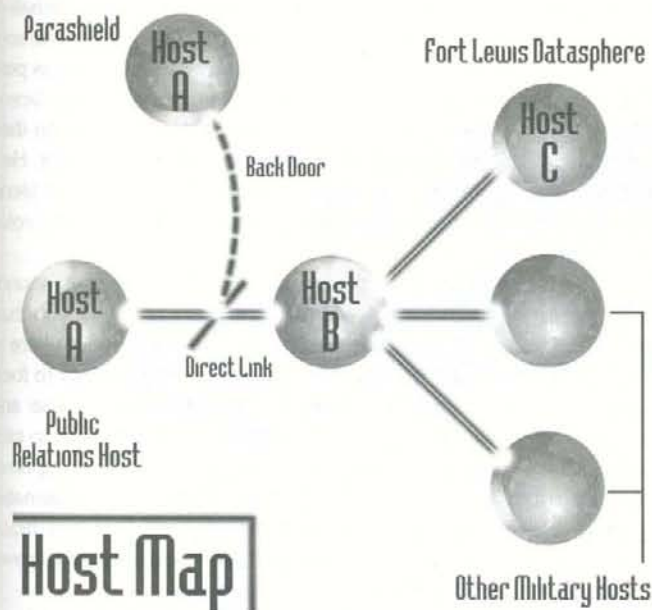 Parashield
Host
A
Fort Lewis Datasphere
Host
C
Back Door
Host
A
Host
B
Direct Link
Public
Relations Host
Host Map
Other Military Hosts